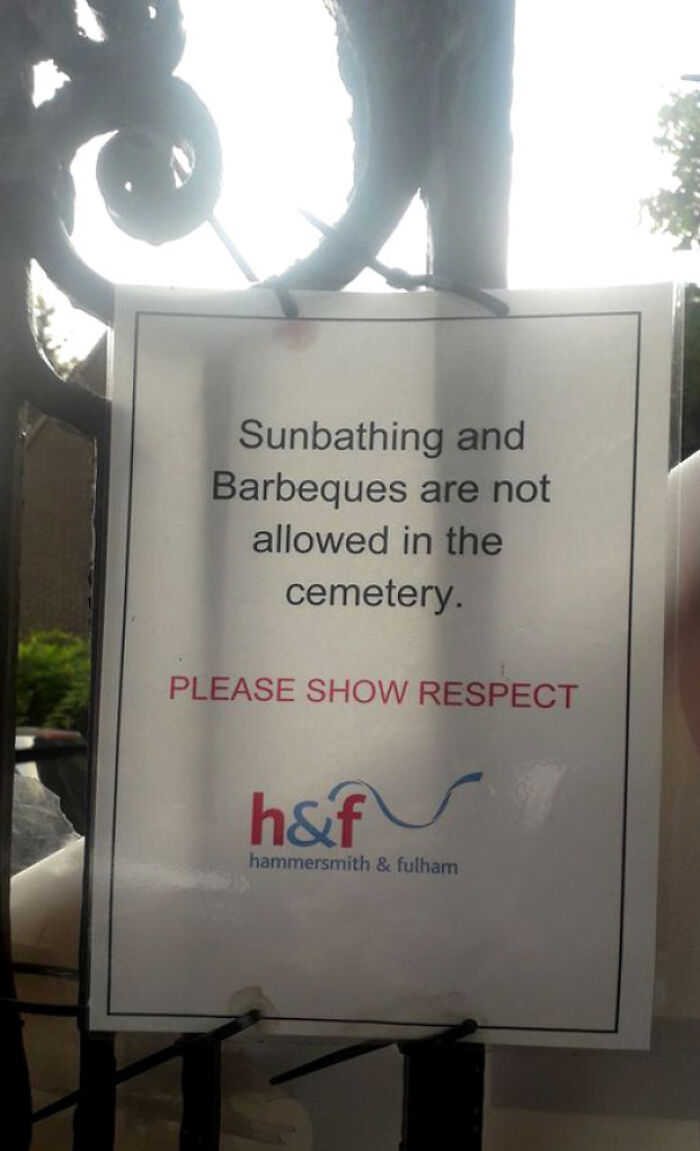 Sunbathing and
Barbeques are not
allowed in the
cemetery.
PLEASE SHOW RESPECT
h&f
hammersmith & fulham